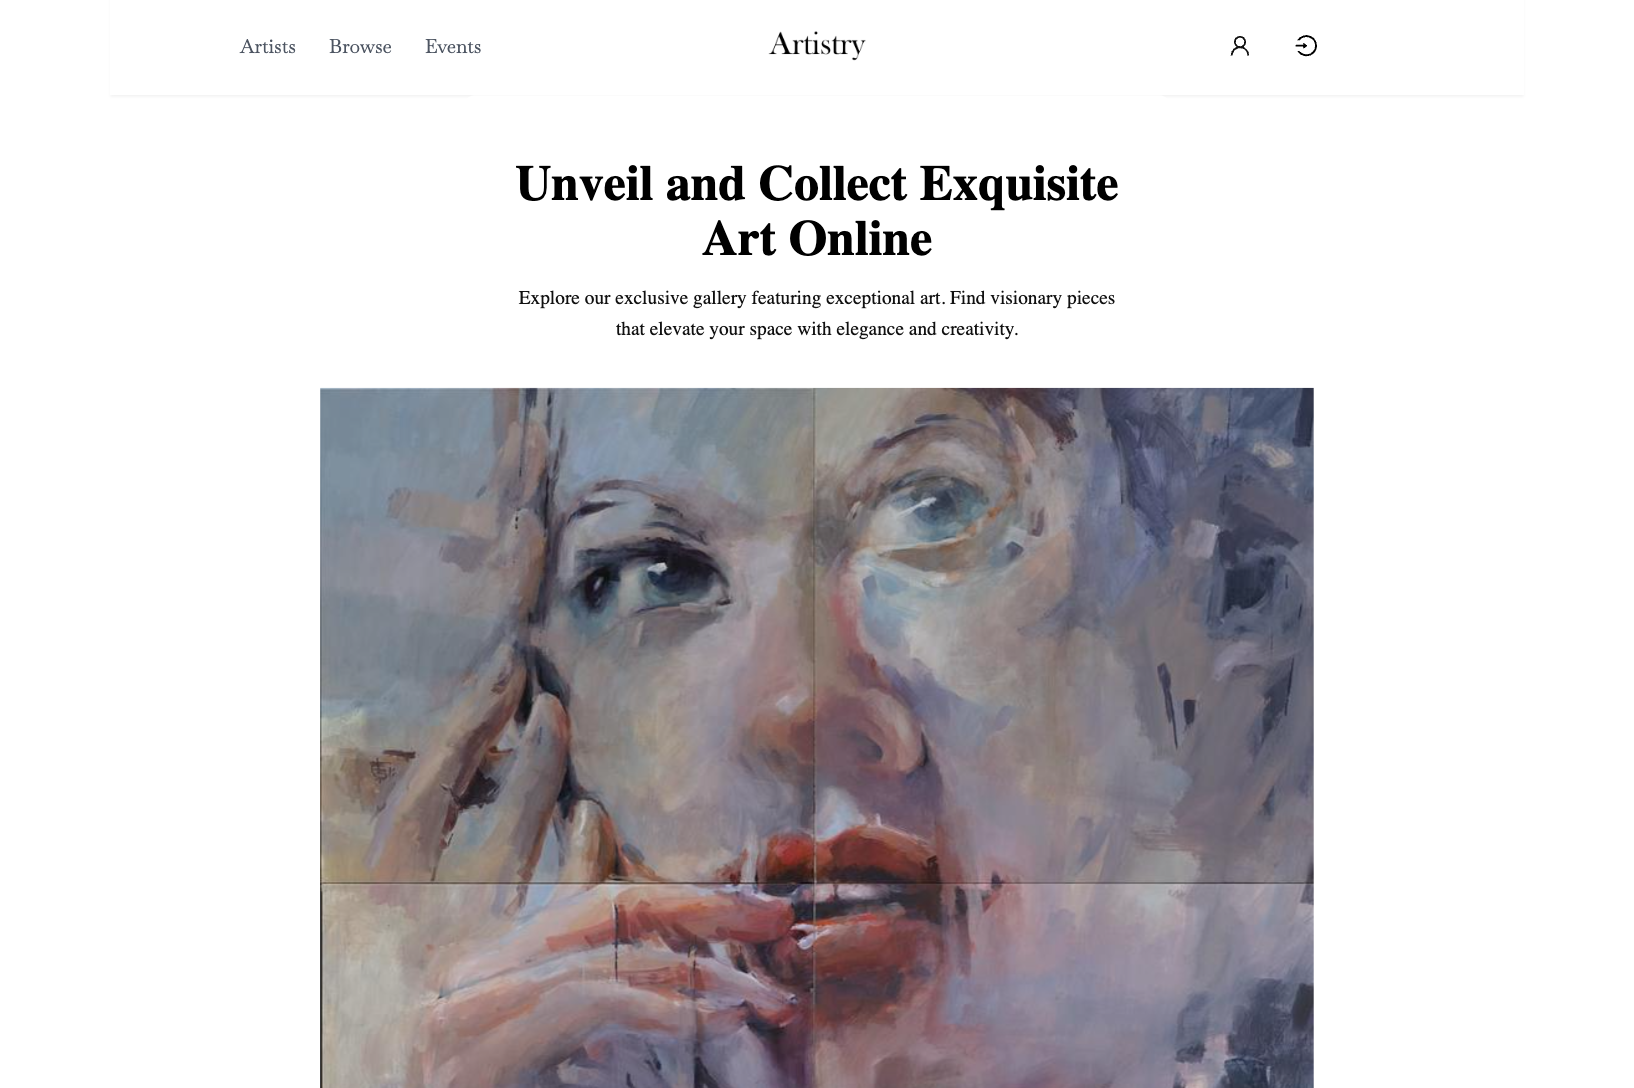 Artists
Browse
Events
Artistry
Unveil and Collect Exquisite
Art Online
Explore our exclusive gallery featuring exceptional art. Find visionary pieces
that elevate your space with elegance and creativity.